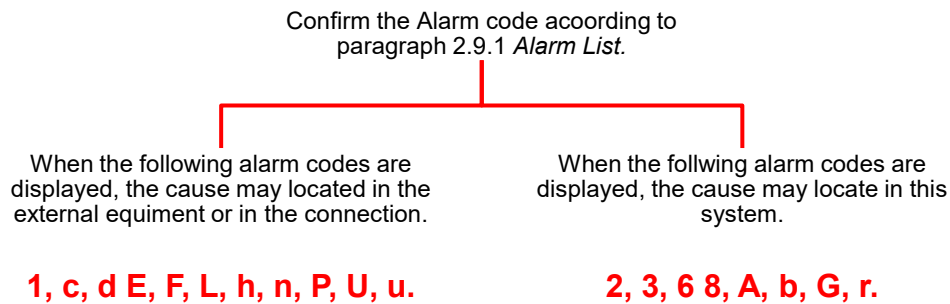 Confirm the Alarm code acoording to
paragraph 2.9.1 Alarm List.
When the following alarm codes are
displayed, the cause may located in the
external equiment or in the connection.
1, c, d E, F, L, h, n, P, U, u.
When the follwing alarm codes are
displayed, the cause may locate in this
system.
2, 3, 6 8, A, b, G, r.